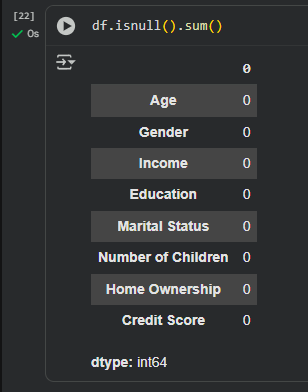 [22]
0s
df.isnull().sum()
0
Age 0
Gender 0
Income 0
Education 0
Marital Status 0
Number of Children 0
Home Ownership 0
Credit Score 0
dtype: int64